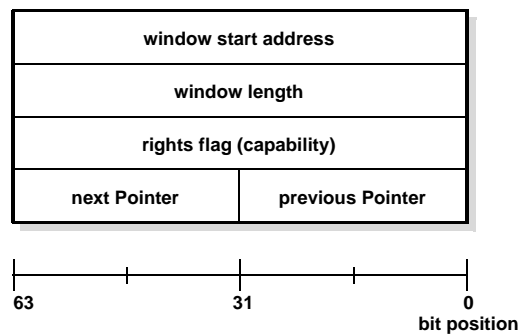 window start address
window length
rights flag (capability)
next Pointer previous Pointer
63 31 0
bit position